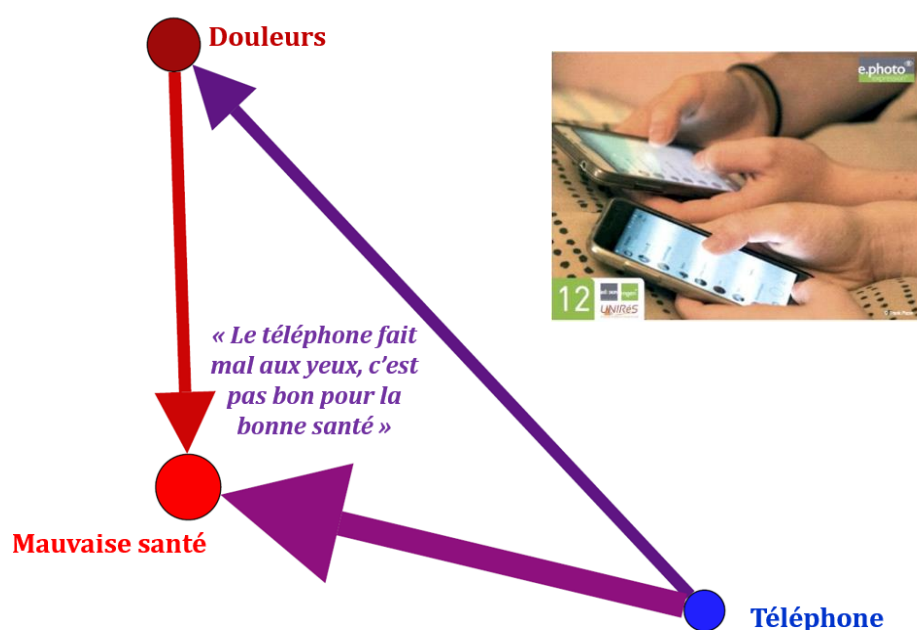 Douleurs
e.photo
expression
« Le téléphone fait
mal aux yeux, c’est
pas bon pour la
bonne santé »
12
UNIRéS
Mauvaise santé
Téléphone